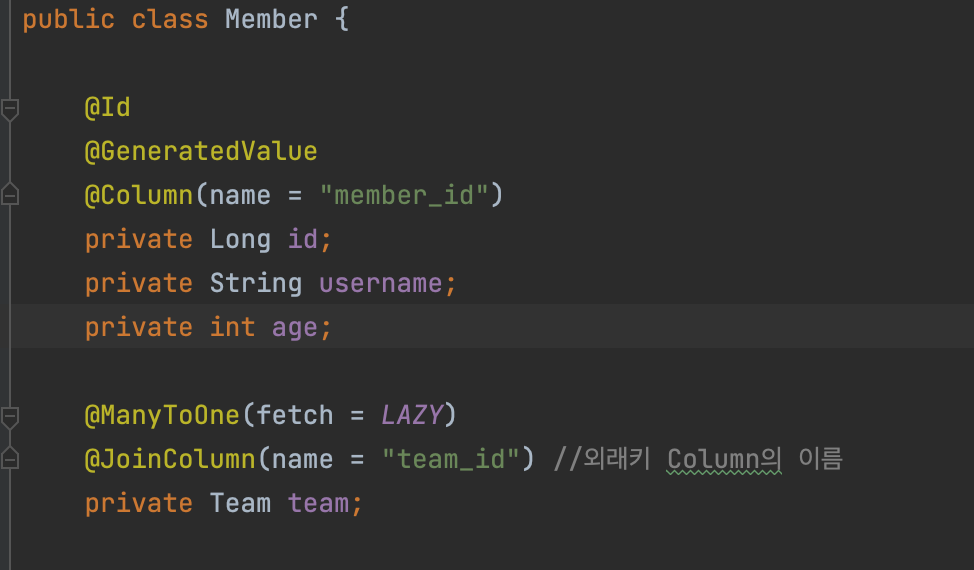 public class Member {
@Id
@GeneratedValue
@Column(name = "member_id")
private Long id;
private String username;
private int age;
@ManyToOne(fetch = LAZY)
@JoinColumn(name = "team_id") //외래키 Column의 이름
private Team team;